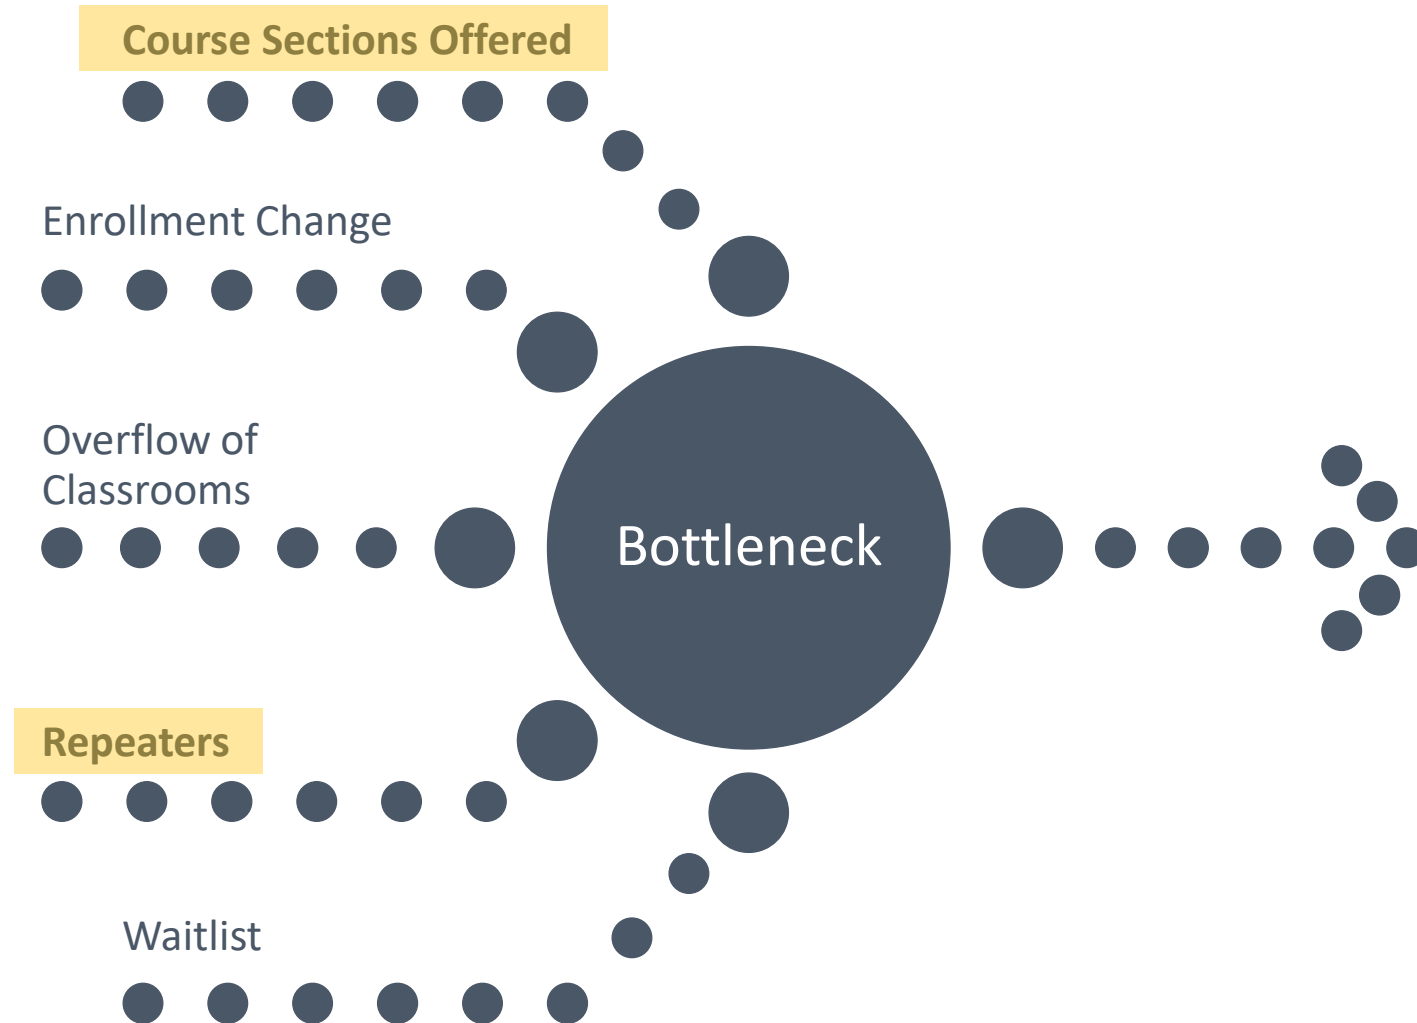 Course Sections Offered
Enrollment Change
Overflow of
Classrooms
Bottleneck
Repeaters
Waitlist